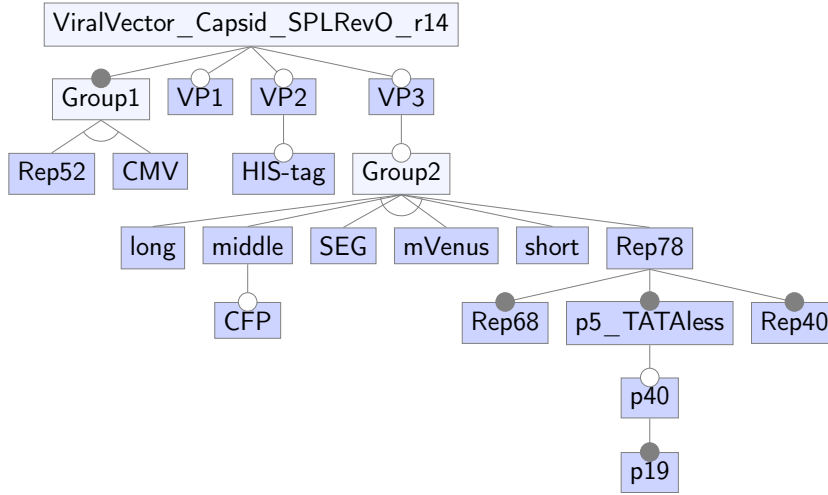 ViralVector_Capsid_SPLRevO_r14
Group1 VP1 VP2 VP3
Rep52 CMV HIS-tag Group2
long middle SEG mVenus short Rep78
CFP Rep68 p5_TATAless Rep40
p40
p19